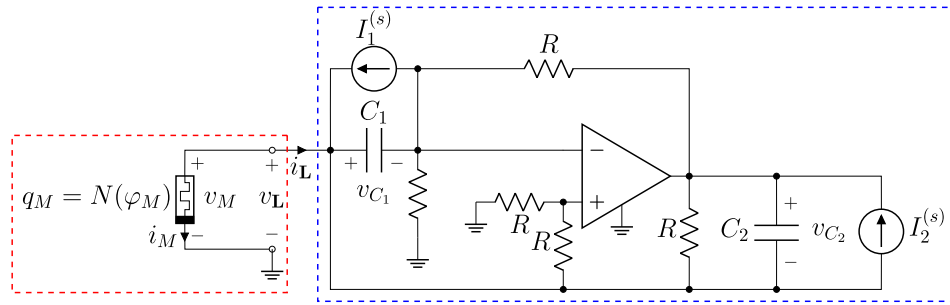 I_1^{(s)}
R
C_1
+ −
v_{C_1}
i_𝐋
−
+
q_M = N(φ_M)
+
v_M
−
i_M
+
v_𝐋
−
R
R
R
C_2
+
v_{C_2}
−
I_2^{(s)}